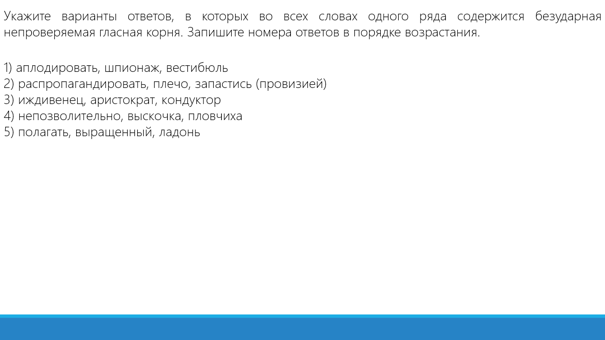 Укажите варианты ответов, в которых во всех словах одного ряда содержится безударная
непроверяемая гласная корня. Запишите номера ответов в порядке возрастания.
1) аплодировать, шпионаж, вестибюль
2) распропагандировать, плечо, запастись (провизией)
3) иждивенец, аристократ, кондуктор
4) непозволительно, выскочка, пловчиха
5) полагать, выращенный, ладонь